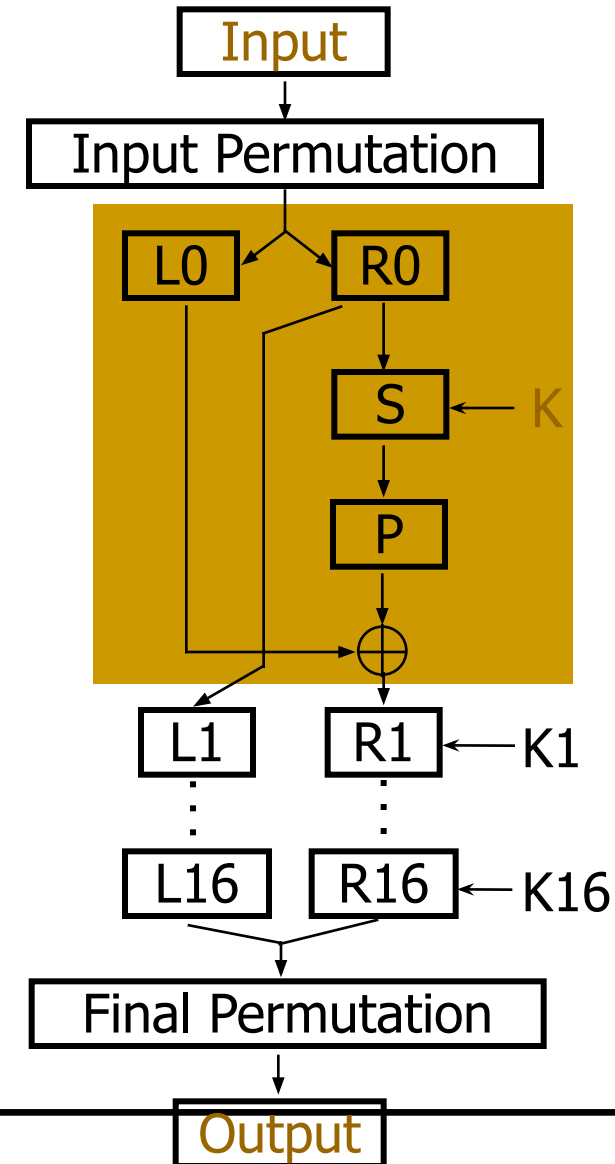 Input
Input Permutation
L0 R0
S K
P
L1 R1 K1
L16 R16 K16
Final Permutation
Output